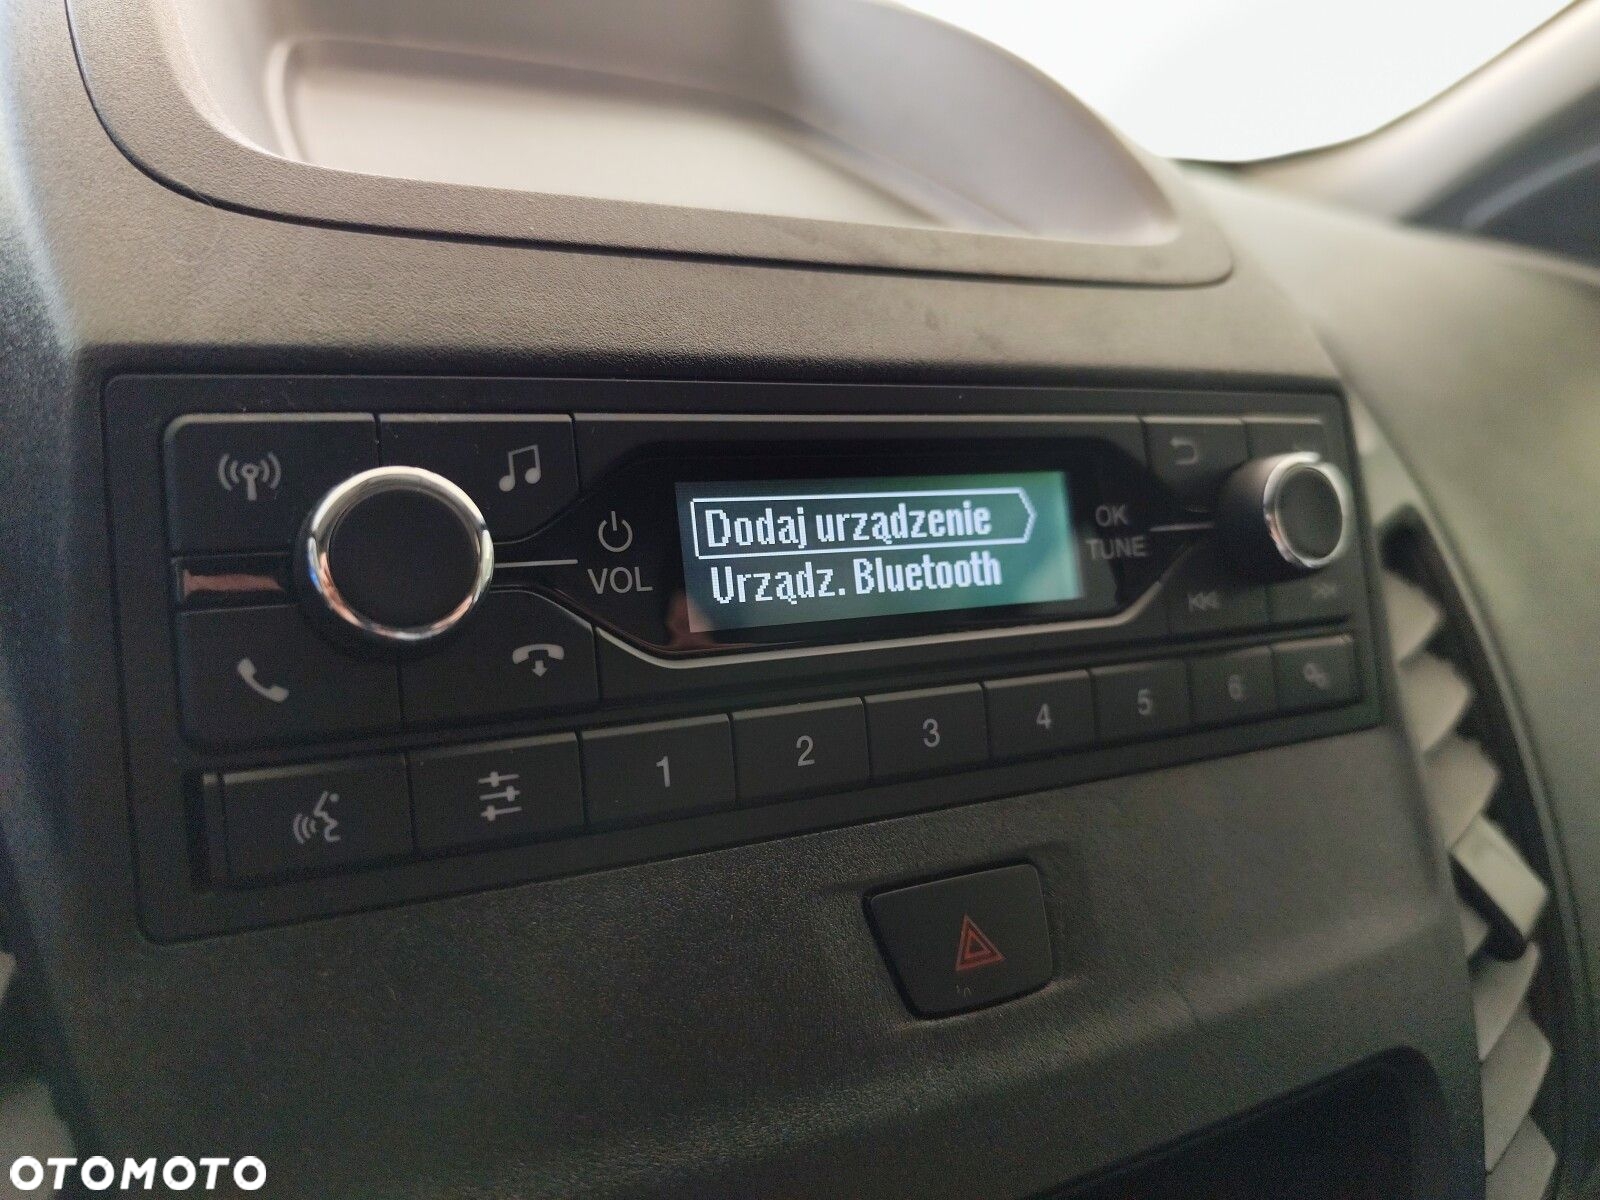 Dodaj urządzenie
Urządz. Bluetooth
VOL
OK
TUNE
1
2
3
4
5
6
OTOMOTO